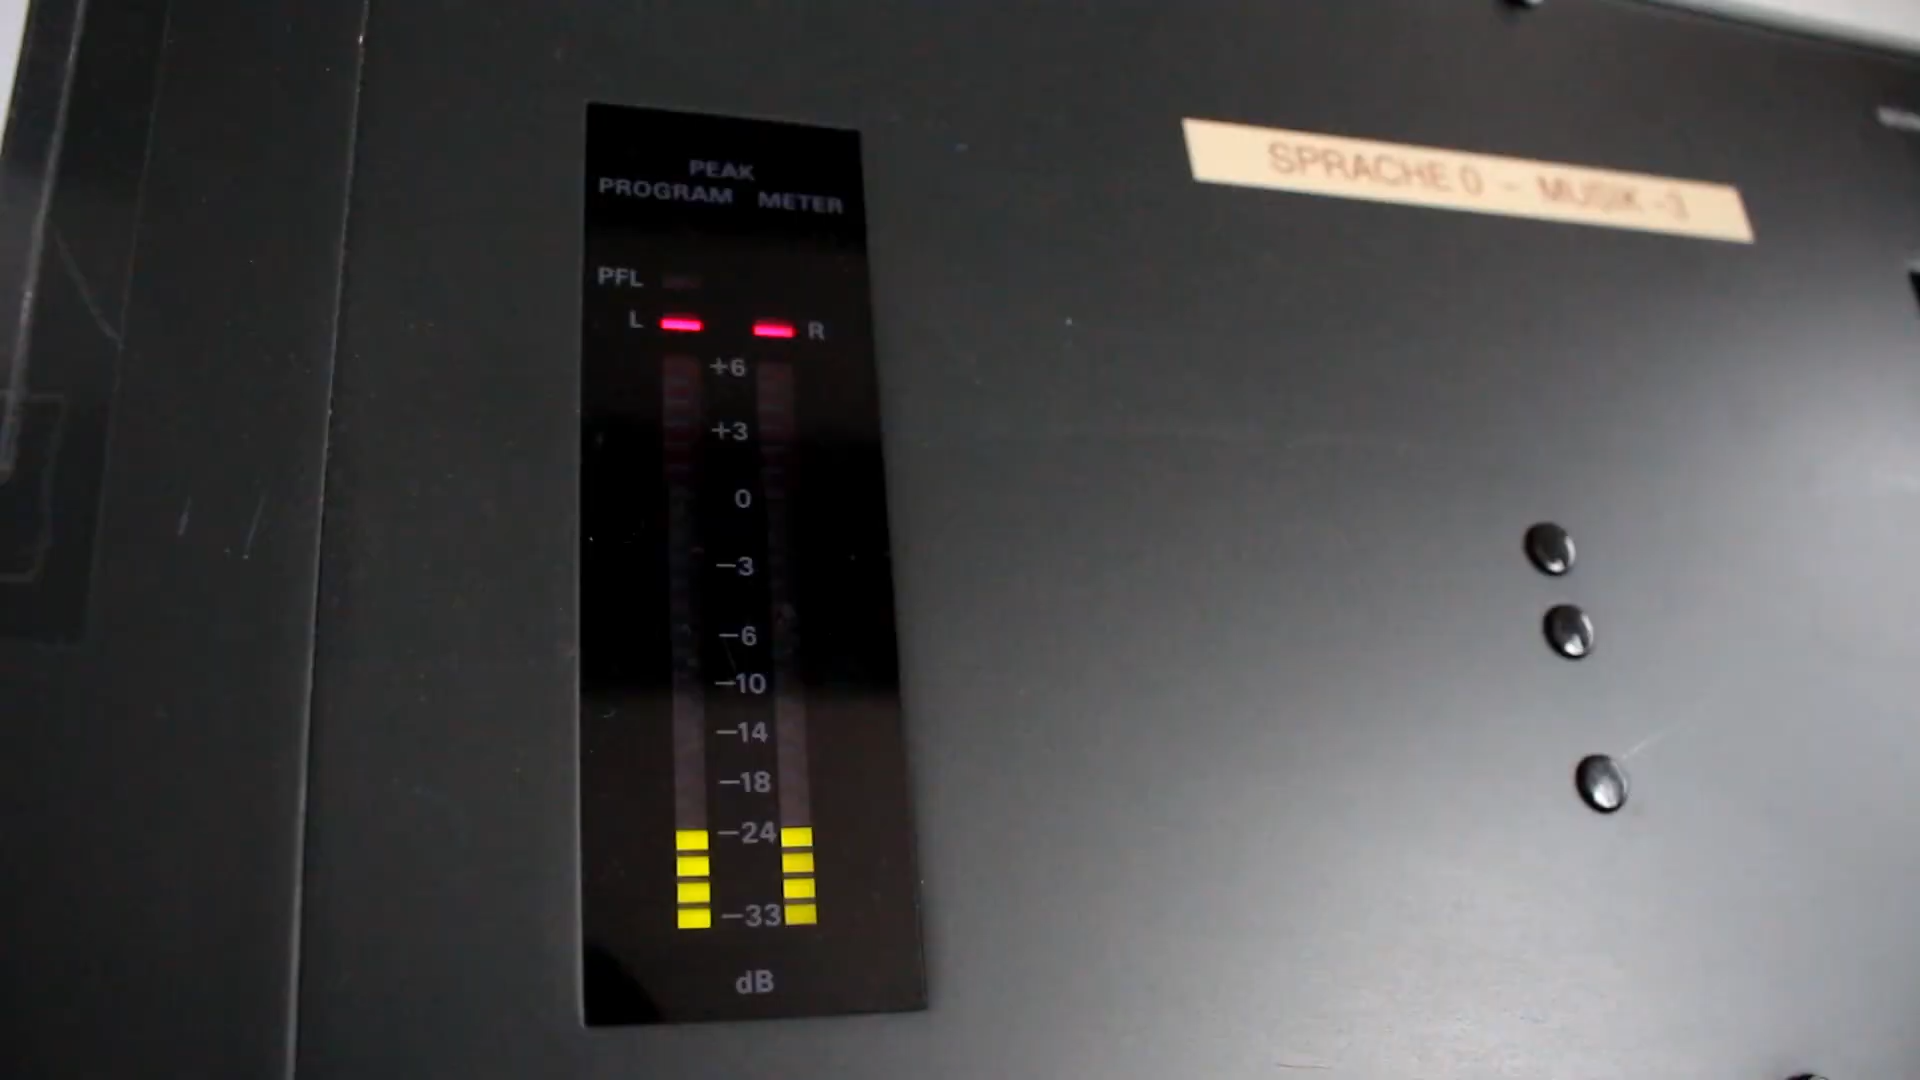 PEAK
PROGRAM METER
PFL
L R
+6
+3
0
−3
−6
−10
−14
−18
−24
−33
dB
SPRACHE 0 - MUSIK -3